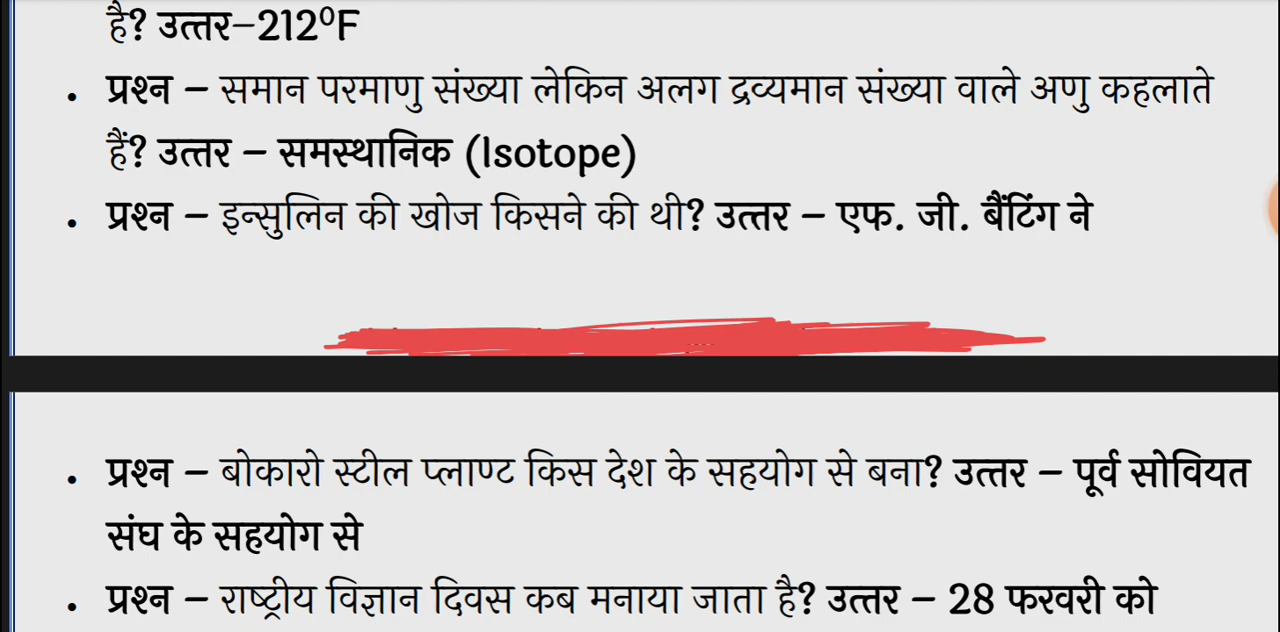 है? उत्तर–212⁰F
• प्रश्न – समान परमाणु संख्या लेकिन अलग द्रव्यमान संख्या वाले अणु कहलाते
हैं? उत्तर – समस्थानिक (Isotope)
• प्रश्न – इन्सुलिन की खोज किसने की थी? उत्तर – एफ. जी. बैंटिंग ने
• प्रश्न – बोकारो स्टील प्लाण्ट किस देश के सहयोग से बना? उत्तर – पूर्व सोवियत
संघ के सहयोग से
• प्रश्न – राष्ट्रीय विज्ञान दिवस कब मनाया जाता है? उत्तर – 28 फरवरी को